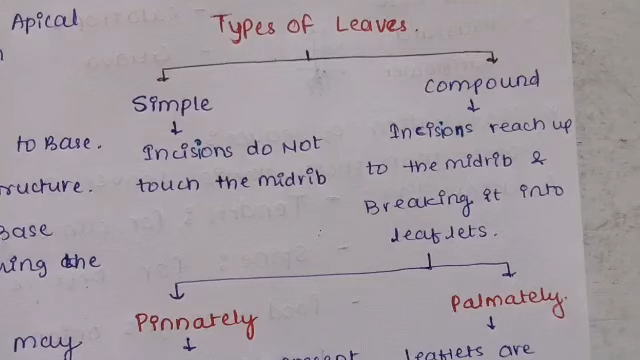 Apical
Types of Leaves.
Simple
Compound
Incisions do Not
touch the midrib
Incisions reach up
to the midrib &
Breaking it into
leaflets.
to Base.
ructure.
Base
the
Pinnately
Palmately.
may
leaflets are